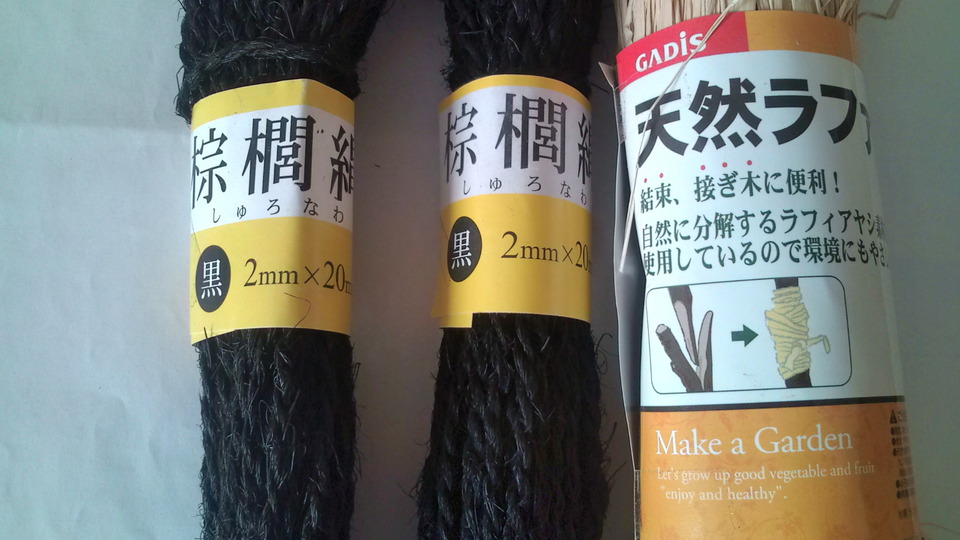 棕櫚縄
しゅろなわ
黒
2mm×20m
棕櫚縄
しゅろなわ
黒
2mm×20
GADiS
天然ラフ
結束、接ぎ木に便利！
自然に分解するラフィアヤシ
使用しているので環境にもやさ
Make a Garden
Let's grow up good vegetable and fruit
"enjoy and healthy".